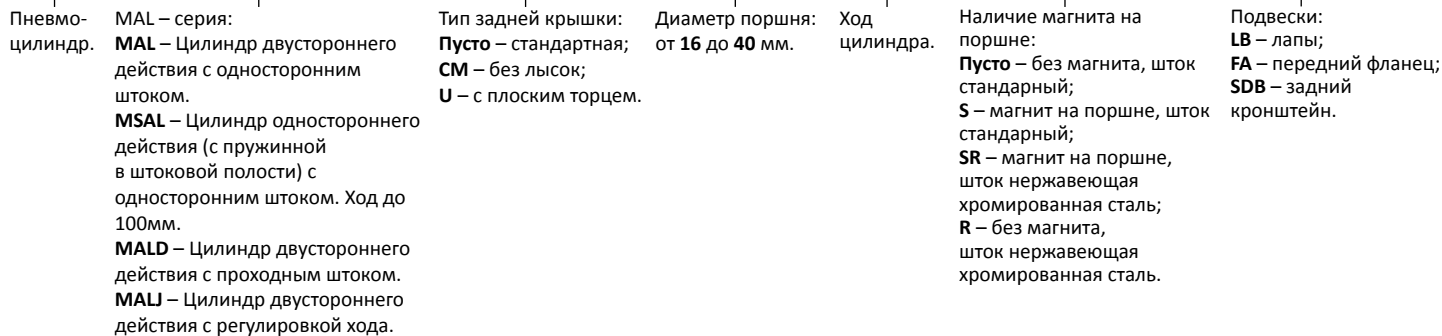 Пневмо-
цилиндр.
MAL – серия:
MAL – Цилиндр двустороннего
действия с односторонним
штоком.
MSAL – Цилиндр одностороннего
действия (с пружинной
в штоковой полости) с
односторонним штоком. Ход до
100мм.
MALD – Цилиндр двустороннего
действия с проходным штоком.
MALJ – Цилиндр двустороннего
действия с регулировкой хода.
Тип задней крышки:
Пусто – стандартная;
CM – без лысок;
U – с плоским торцем.
Диаметр поршня:
от 16 до 40 мм.
Ход
цилиндра.
Наличие магнита на
поршне:
Пусто – без магнита, шток
стандарный;
S – магнит на поршне, шток
стандарный;
SR – магнит на поршне,
шток нержавеющая
хромированная сталь;
R – без магнита,
шток нержавеющая
хромированная сталь.
Подвески:
LB – лапы;
FA – передний фланец;
SDB – задний
кронштейн.